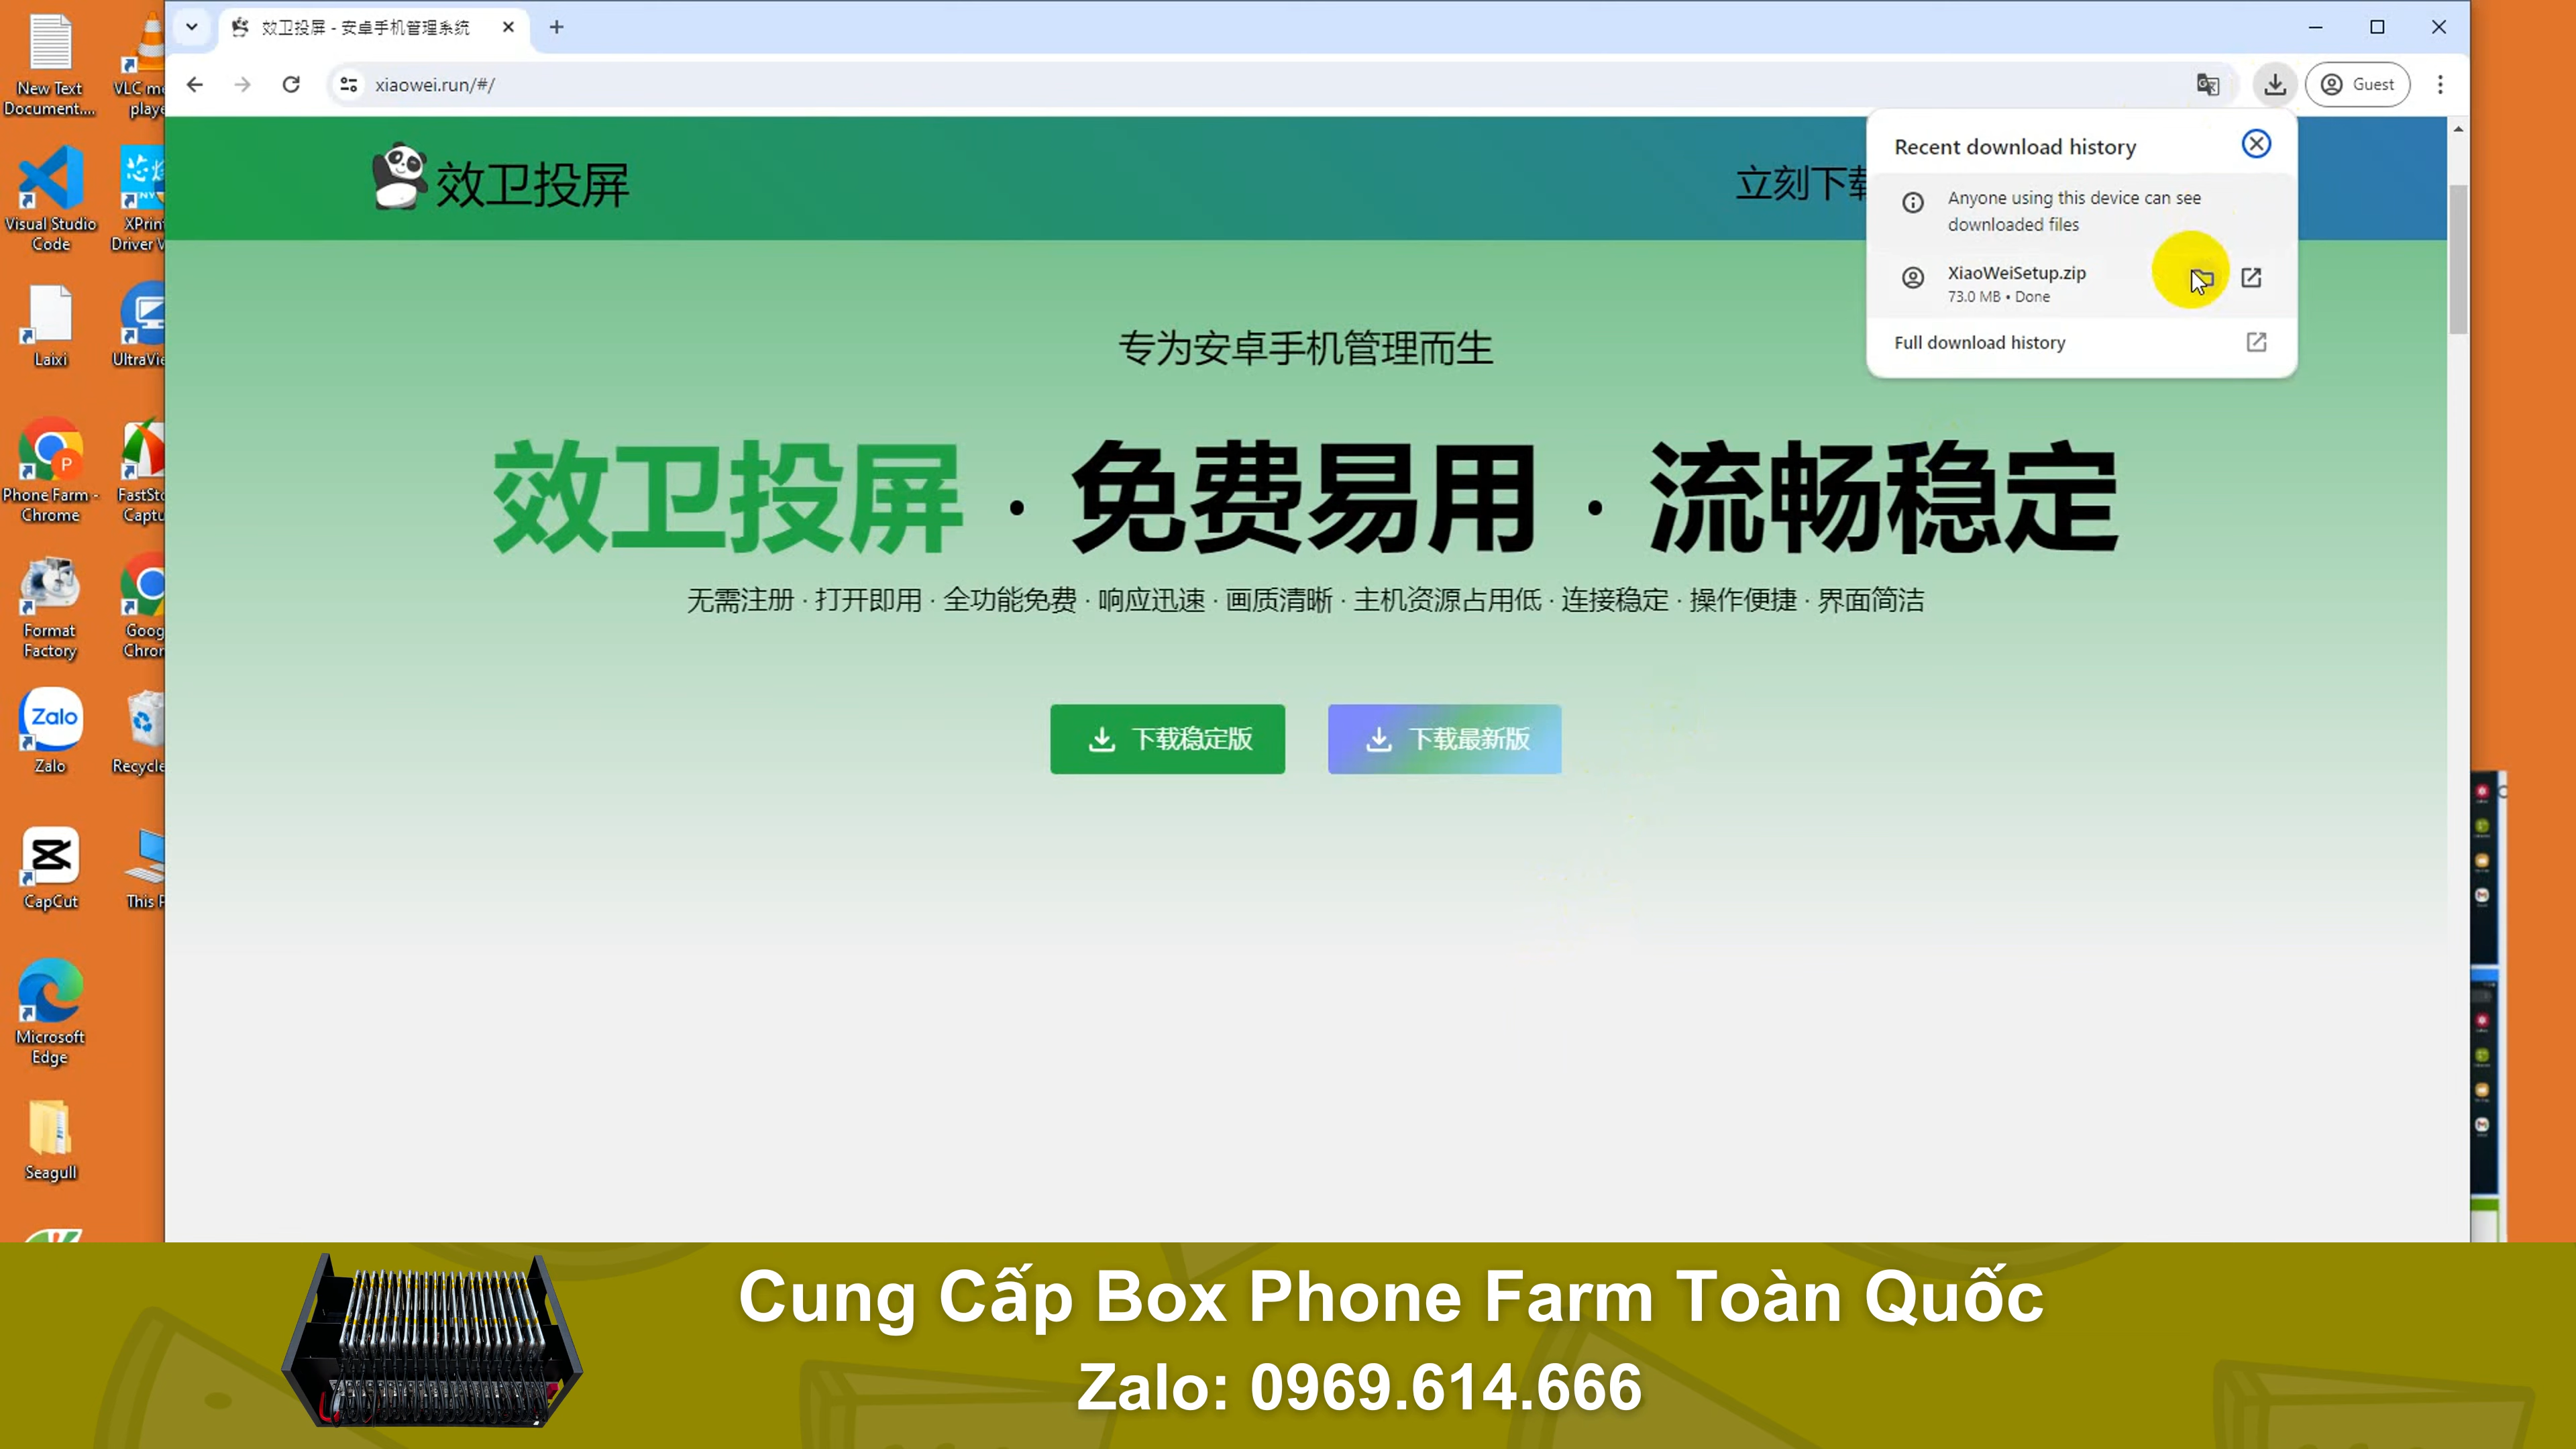 效卫投屏 - 安卓手机管理系统
xiaowei.run/#/
Guest
New Text
Document....
Visual Studio
Code
XPrin
Driver V
Laixi
UltraVie
Phone Farm -
Chrome
FastSto
Captu
Format
Factory
Goog
Chron
Zalo
Zalo
Recycle
CapCut
This P
Microsoft
Edge
Seagull
VLC me
playe
效卫投屏
立刻下载
Recent download history
Anyone using this device can see
downloaded files
XiaoWeiSetup.zip
73.0 MB • Done
Full download history
专为安卓手机管理而生
效卫投屏 · 免费易用 · 流畅稳定
无需注册 · 打开即用 · 全功能免费 · 响应迅速 · 画质清晰 · 主机资源占用低 · 连接稳定 · 操作便捷 · 界面简洁
下载稳定版
下载最新版
Cung Cấp Box Phone Farm Toàn Quốc
Zalo: 0969.614.666